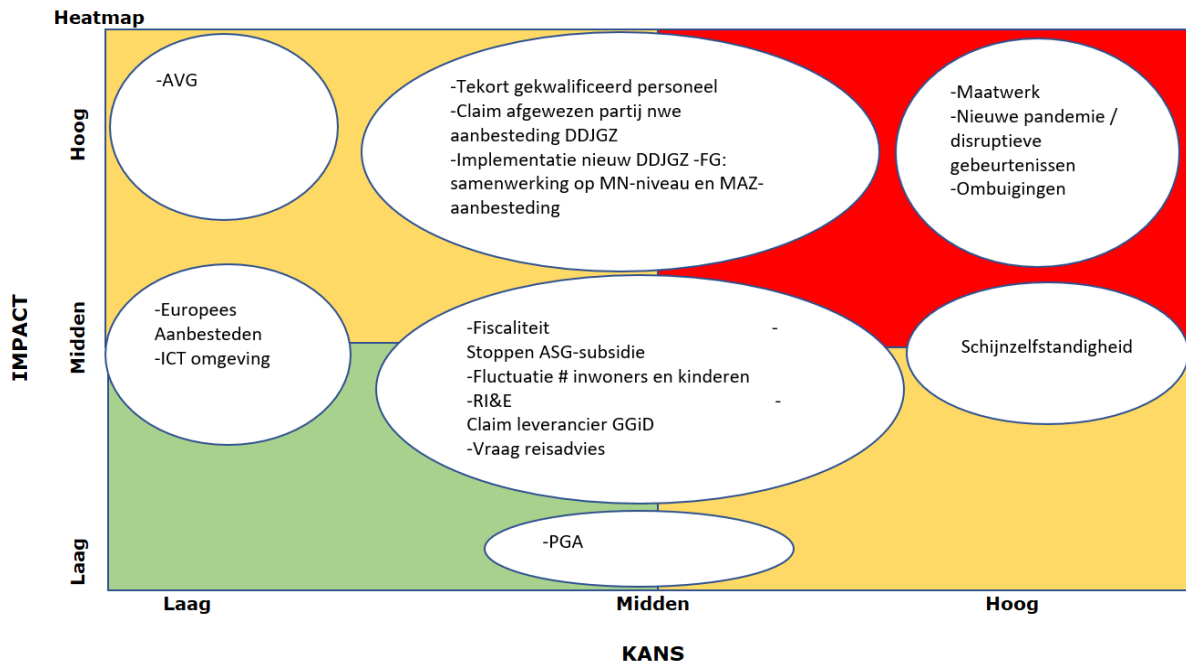 Heatmap
-AVG
-Tekort gekwalificeerd personeel
-Claim afgewezen partij nwe
aanbesteding DDJGZ
-Implementatie nieuw DDJGZ -FG:
samenwerking op MN-niveau en MAZ-
aanbesteding
-Maatwerk
-Nieuwe pandemie /
disruptieve
gebeurtenissen
-Ombuigingen
Hoog
-Europees
Aanbesteden
-ICT omgeving
-Fiscaliteit -
Stoppen ASG-subsidie
-Fluctuatie # inwoners en kinderen
-RI&E -
Claim leverancier GGiD
-Vraag reisadvies
Schijnzelfstandigheid
IMPACT
Midden
-PGA
Laag
Laag
Midden
Hoog
KANS